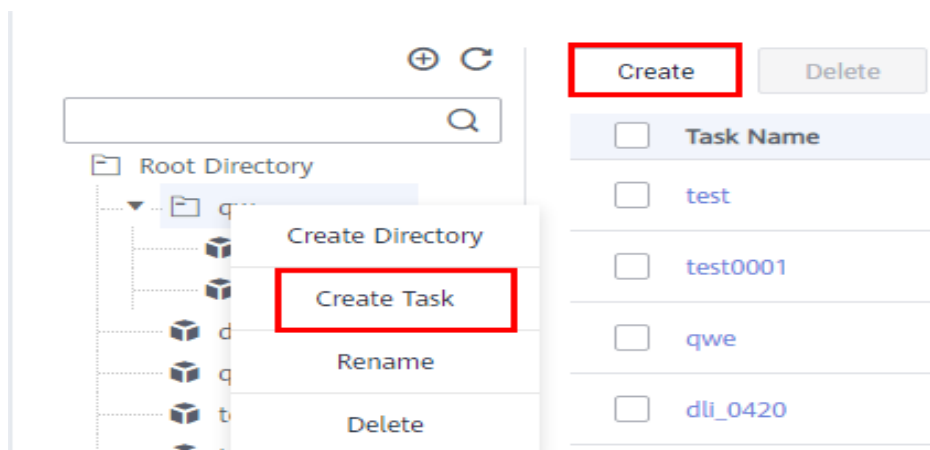 Root Directory
Create Directory
Create Task
Rename
Delete
Create
Delete
Task Name
test
test0001
qwe
dli_0420